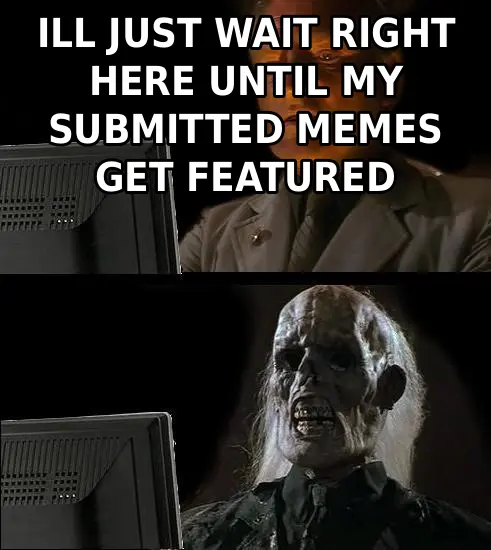 ILL JUST WAIT RIGHT
HERE UNTIL MY
SUBMITTED MEMES
GET FEATURED